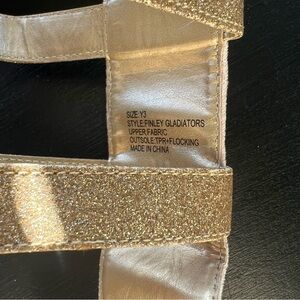 SIZE: Y3
STYLE:FINLEY GLADIATORS
UPPER:FABRIC
OUTSOLE:TPR+FLOCKING
MADE IN CHINA